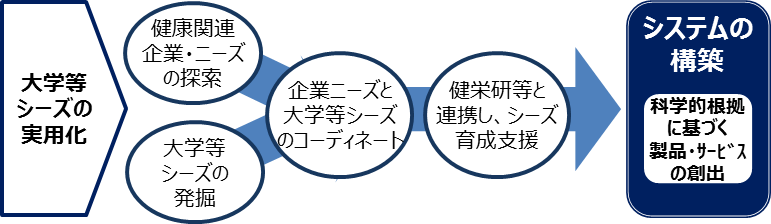 大学等
シーズの
実用化
健康関連
企業・ニーズ
の探索
大学等
シーズの
発掘
企業ニーズと
大学等シーズ
のコーディネート
健栄研等と
連携し、シーズ
育成支援
システムの
構築
科学的根拠
に基づく
製品・ｻｰﾋﾞｽ
の創出